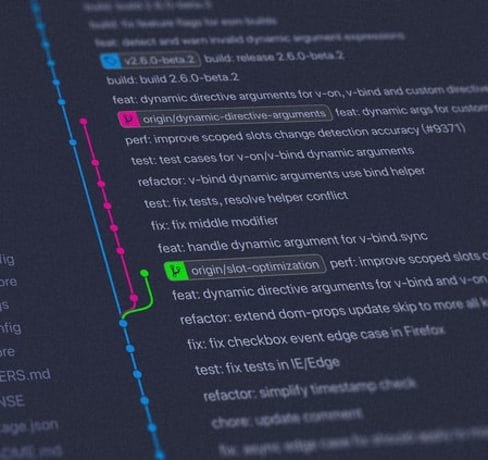 build: build 2.6.0-beta.3
build: fix feature flags for esm builds
feat: detect and warn invalid dynamic argument expressions
v2.6.0-beta.2 build: release 2.6.0-beta.2
build: build 2.6.0-beta.2
feat: dynamic directive arguments for v-on, v-bind and custom directive
origin/dynamic-directive-arguments feat: dynamic args for custom
perf: improve scoped slots change detection accuracy (#9371)
test: test cases for v-on/v-bind dynamic arguments
refactor: v-bind dynamic arguments use bind helper
test: fix tests, resolve helper conflict
fix: fix middle modifier
feat: handle dynamic argument for v-bind.sync
origin/slot-optimization perf: improve scoped slots c
feat: dynamic directive arguments for v-bind and v-on
refactor: extend dom-props update skip to more all k
fix: fix checkbox event edge case in Firefox
test: fix tests in IE/Edge
refactor: simplify timestamp check
chore: update comment
fix: async edge case fix should apply to more
fig
ore
s
nfig
ore
ERS.md
NSE
kage.json
DME.md